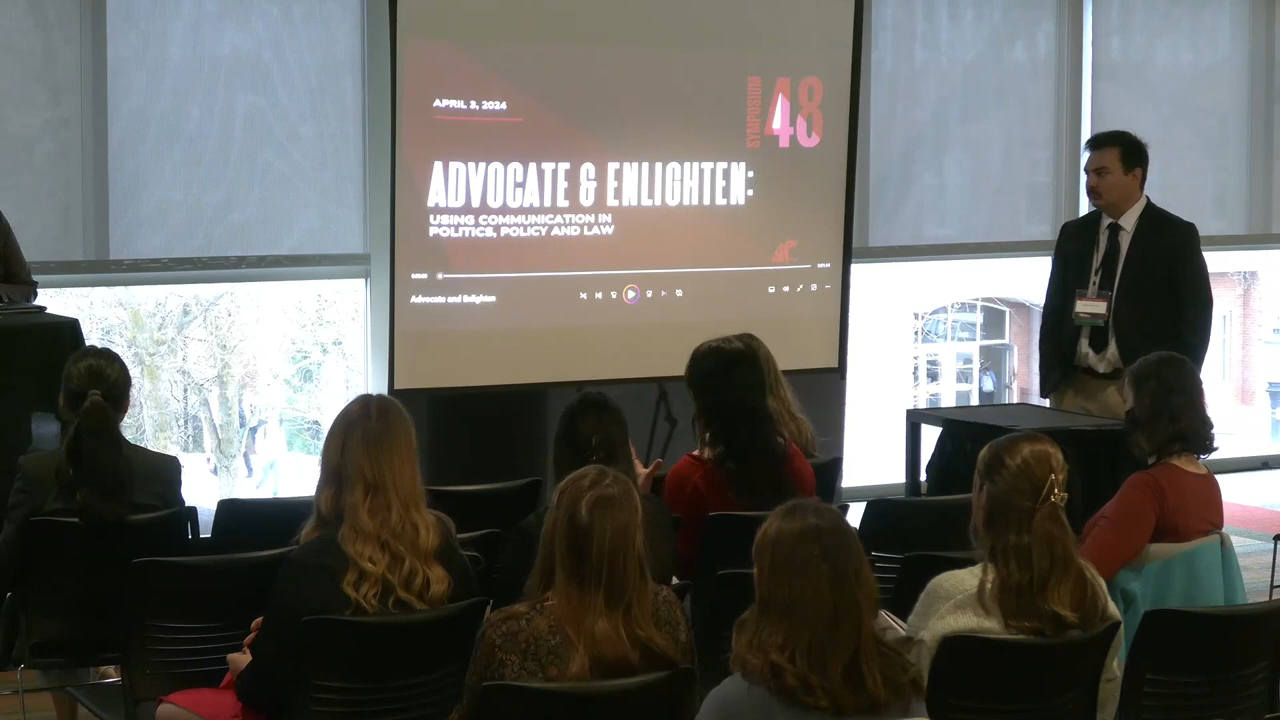 APRIL 3, 2024
SYMPOSIUM
48
ADVOCATE & ENLIGHTEN:
USING COMMUNICATION IN
POLITICS, POLICY AND LAW
Advocate and Enlighten